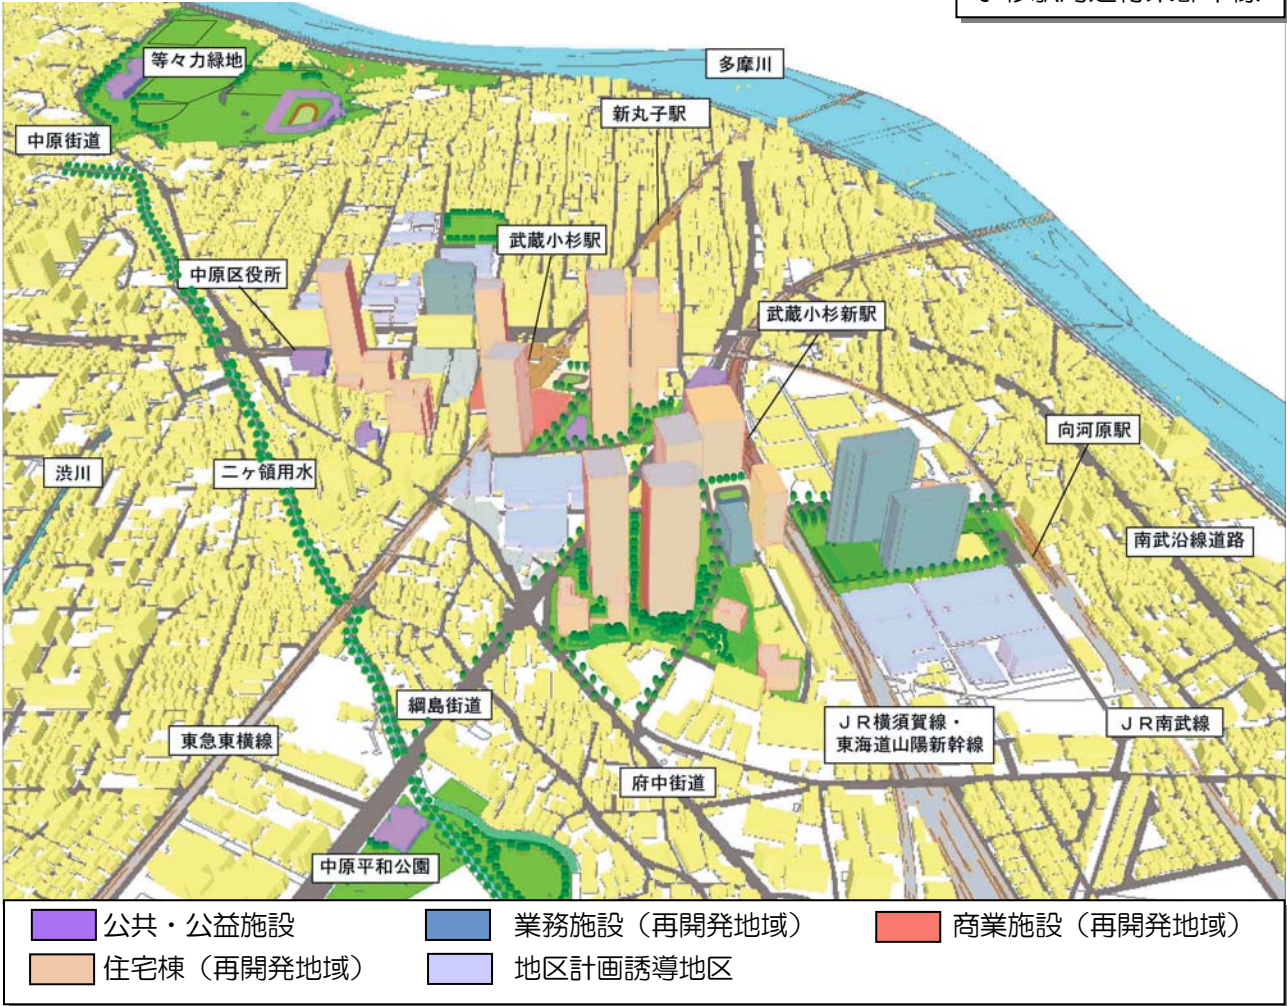 等々力緑地
多摩川
新丸子駅
中原街道
武蔵小杉駅
中原区役所
武蔵小杉新駅
向河原駅
渋川
二ヶ領用水
南武沿線道路
綱島街道
ＪＲ横須賀線・
東海道山陽新幹線
ＪＲ南武線
東急東横線
府中街道
中原平和公園
公共・公益施設
業務施設（再開発地域）
商業施設（再開発地域）
住宅棟（再開発地域）
地区計画誘導地区